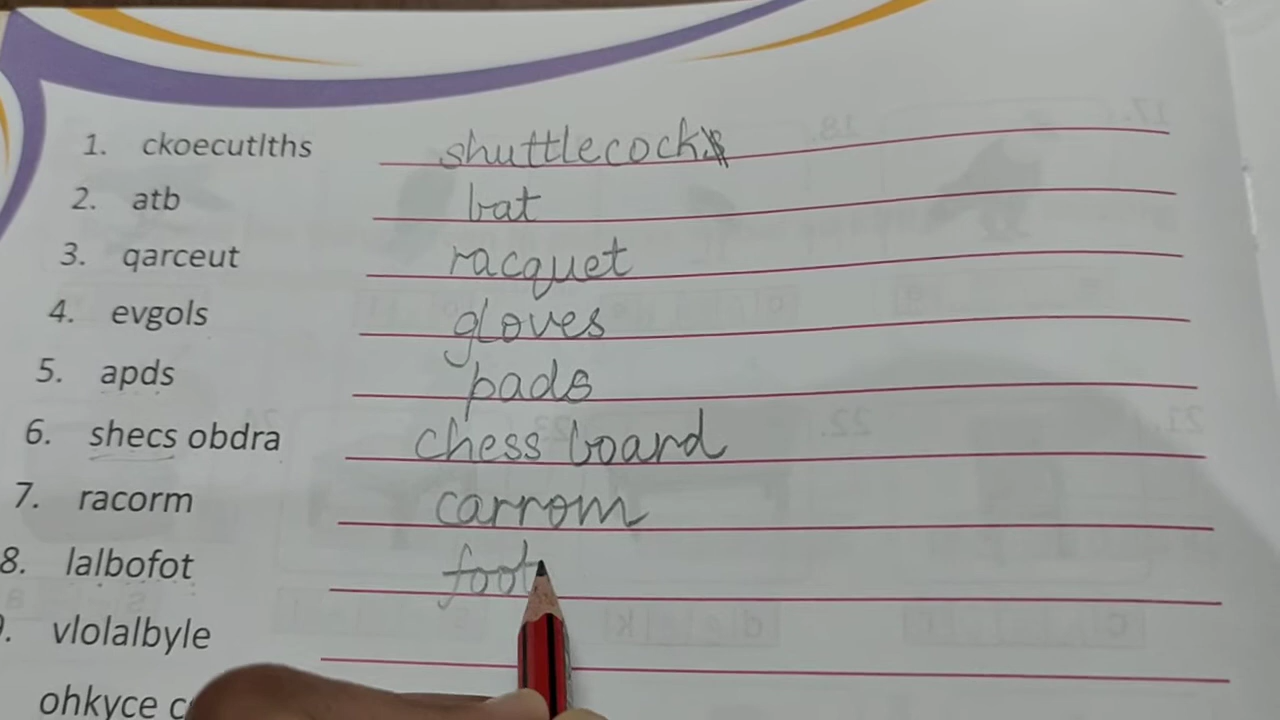 1. ckoecutlths shuttlecock
2. atb bat
3. qarceut racquet
4. evgols gloves
5. apds pads
6. shecs obdra chess board
7. racorm carrom
8. lalbofot foot
vlolalbyle
ohkyce c